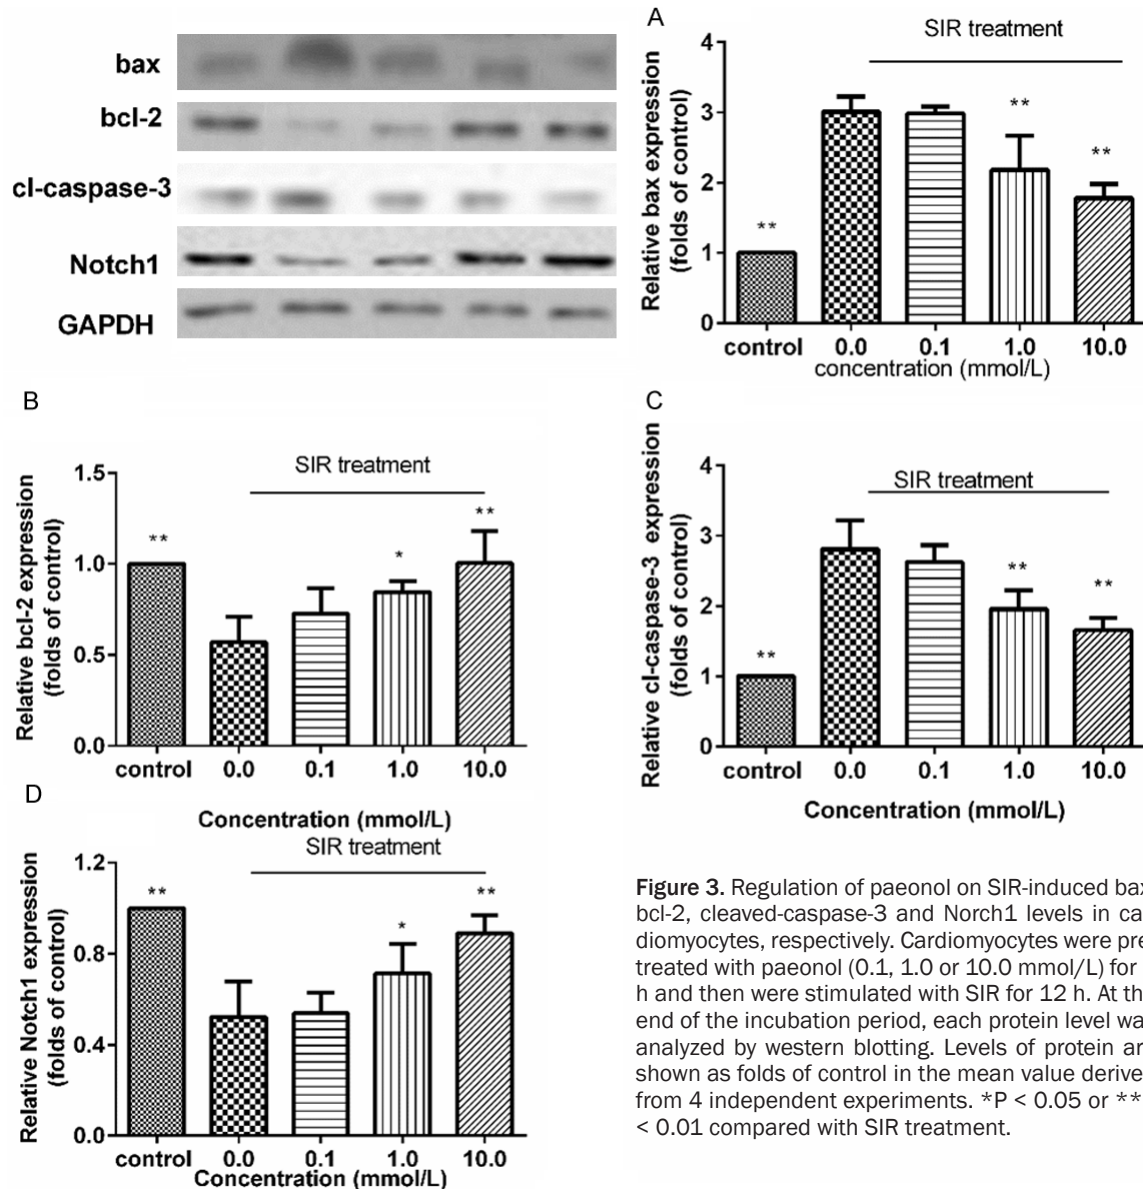 bax
bcl-2
cl-caspase-3
Notch1
GAPDH
A
SIR treatment
Relative bax expression
(folds of control)
4
3
2
1
0
**
**
**
control 0.0 0.1 1.0 10.0
concentration (mmol/L)
B
SIR treatment
Relative bcl-2 expression
(folds of control)
1.5
1.0
0.5
0.0
**
*
**
control 0.0 0.1 1.0 10.0
Concentration (mmol/L)
C
SIR treatment
Relative cl-caspase-3 expression
(folds of control)
4
3
2
1
0
**
**
**
control 0.0 0.1 1.0 10.0
Concentration (mmol/L)
D
SIR treatment
Relative Notch1 expression
(folds of control)
1.2
0.8
0.4
0.0
**
*
**
control 0.0 0.1 1.0 10.0
Concentration (mmol/L)
Figure 3. Regulation of paeonol on SIR-induced bax
bcl-2, cleaved-caspase-3 and Norch1 levels in ca
diomyocytes, respectively. Cardiomyocytes were pre
treated with paeonol (0.1, 1.0 or 10.0 mmol/L) for
h and then were stimulated with SIR for 12 h. At th
end of the incubation period, each protein level wa
analyzed by western blotting. Levels of protein ar
shown as folds of control in the mean value derive
from 4 independent experiments. *P < 0.05 or **
< 0.01 compared with SIR treatment.